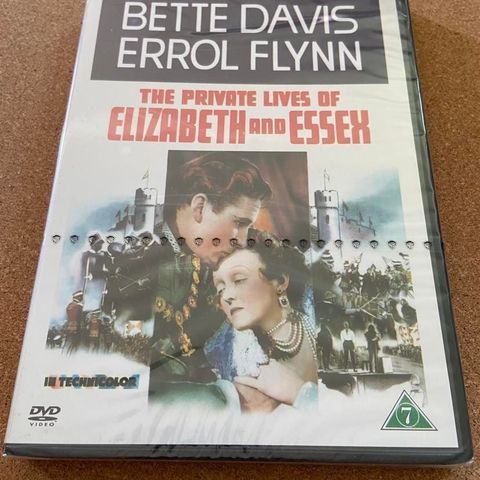 BETTE DAVIS
ERROL FLYNN
THE PRIVATE LIVES OF
ELIZABETH AND ESSEX
IN TECHNICOLOR
DVD
VIDEO
7